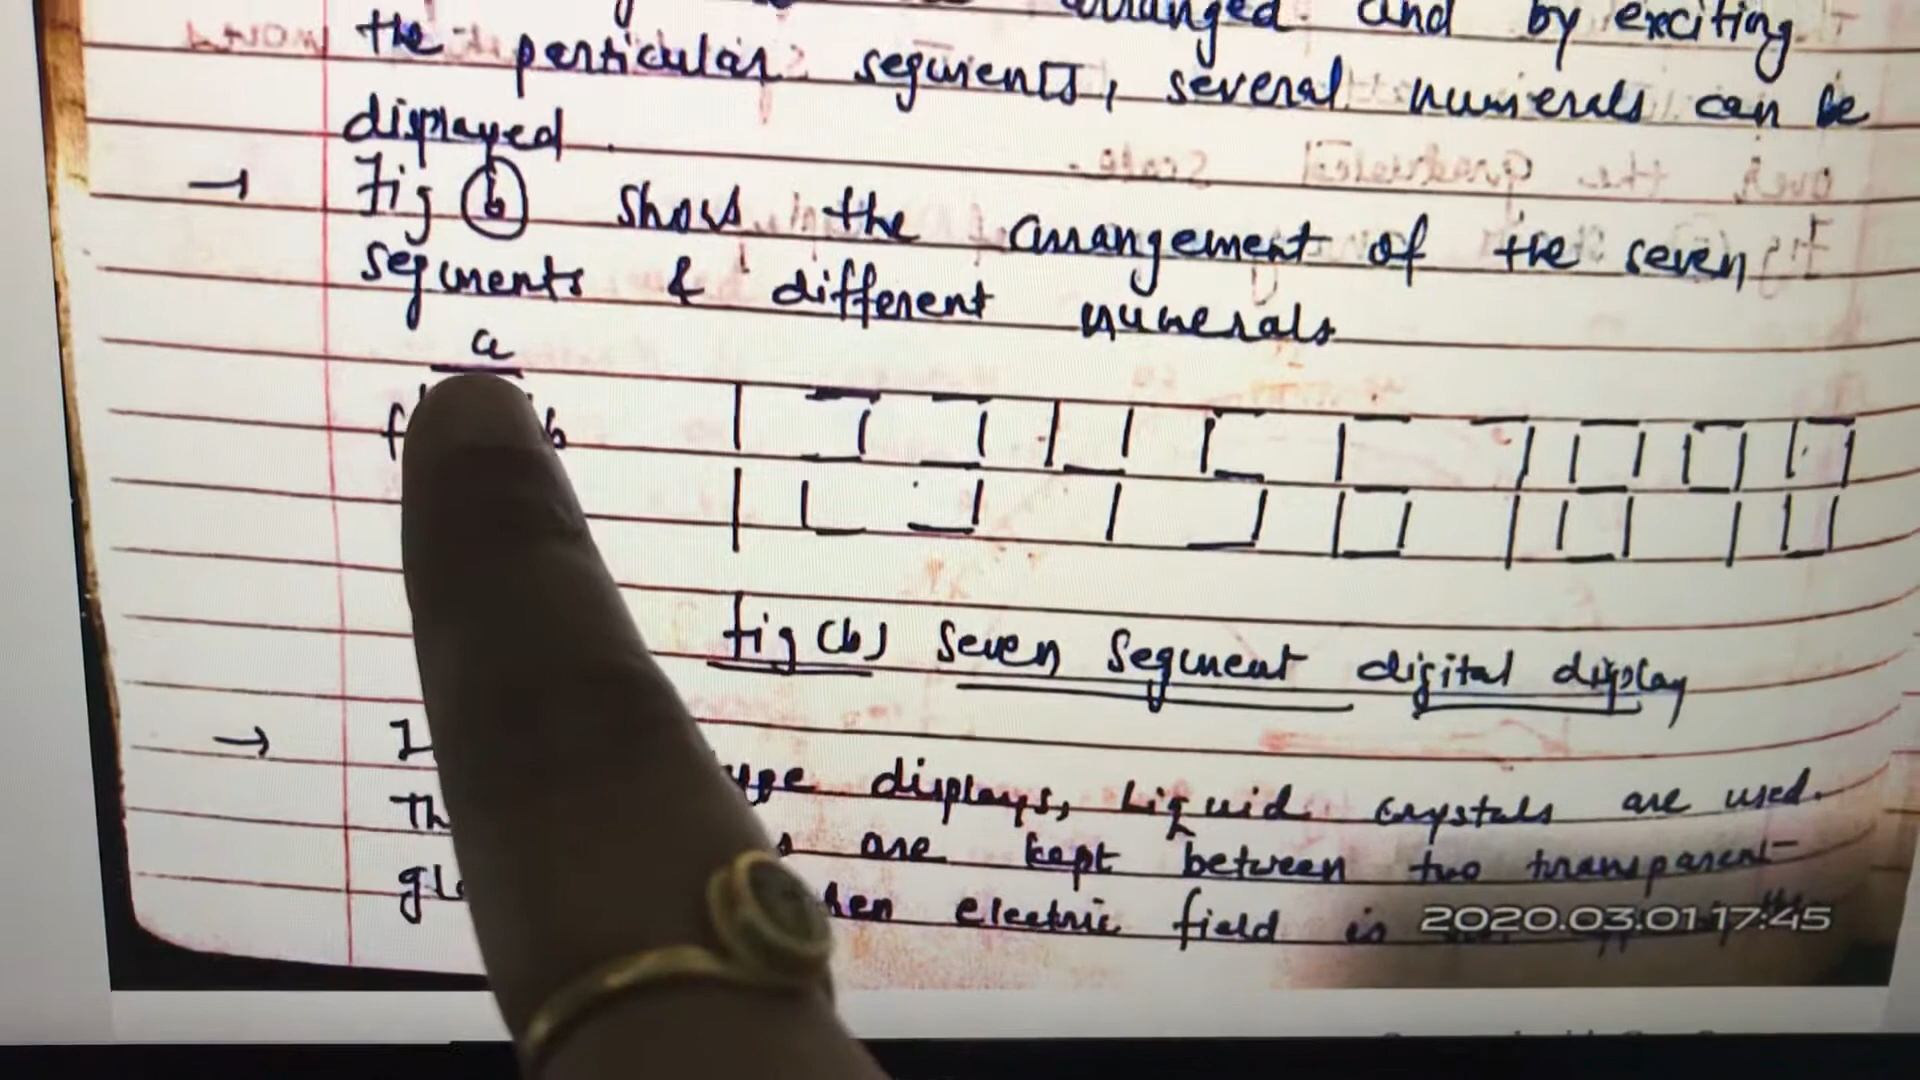 arranged. and by exciting
the particular segments, several numerals can be
displayed.
→ Fig (b) shows the arrangement of the seven
segments & different numerals
a
f b
fig (b) Seven Segment digital display
→ displays, Liquid crystals are used.
Th are kept between two transparent
electric field is
2020.03.01 17:45